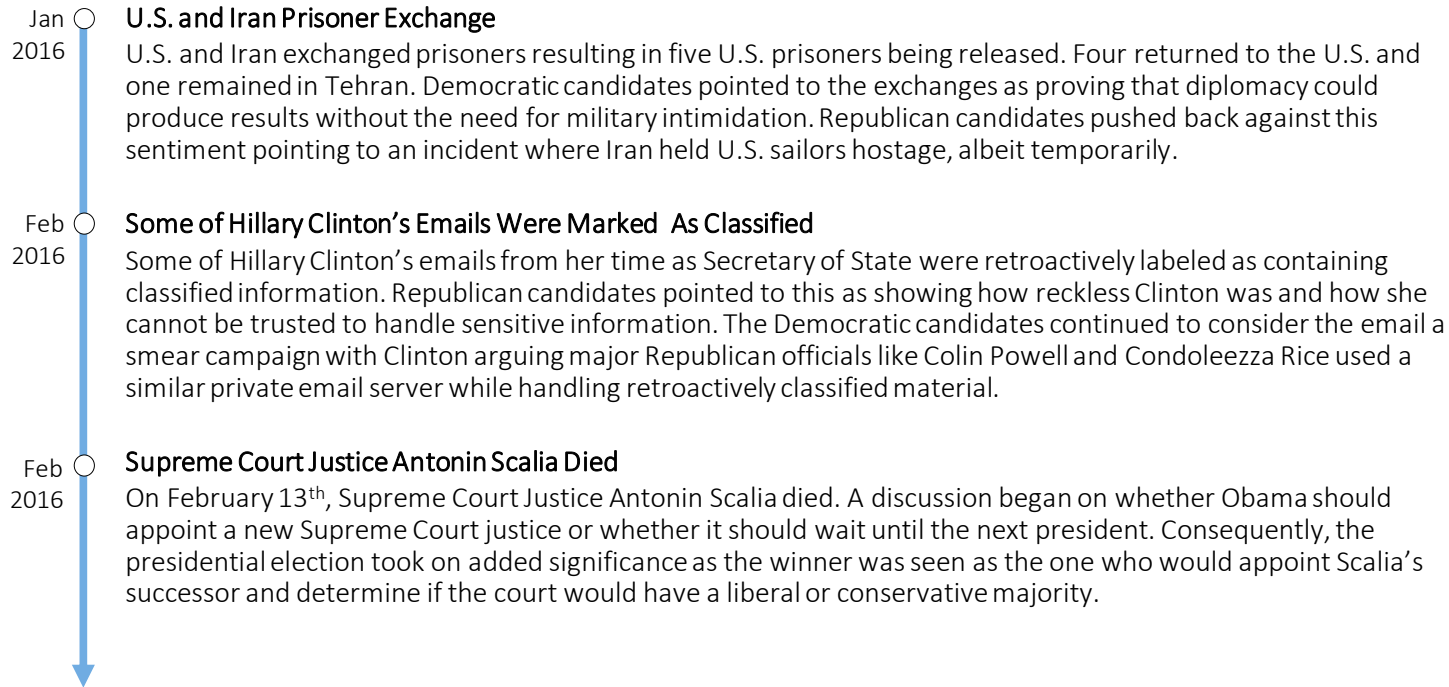 Jan
2016
U.S. and Iran Prisoner Exchange
U.S. and Iran exchanged prisoners resulting in five U.S. prisoners being released. Four returned to the U.S. and
one remained in Tehran. Democratic candidates pointed to the exchanges as proving that diplomacy could
produce results without the need for military intimidation. Republican candidates pushed back against this
sentiment pointing to an incident where Iran held U.S. sailors hostage, albeit temporarily.
Feb
2016
Some of Hillary Clinton’s Emails Were Marked As Classified
Some of Hillary Clinton’s emails from her time as Secretary of State were retroactively labeled as containing
classified information. Republican candidates pointed to this as showing how reckless Clinton was and how she
cannot be trusted to handle sensitive information. The Democratic candidates continued to consider the email a
smear campaign with Clinton arguing major Republican officials like Colin Powell and Condoleezza Rice used a
similar private email server while handling retroactively classified material.
Feb
2016
Supreme Court Justice Antonin Scalia Died
On February 13th, Supreme Court Justice Antonin Scalia died. A discussion began on whether Obama should
appoint a new Supreme Court justice or whether it should wait until the next president. Consequently, the
presidential election took on added significance as the winner was seen as the one who would appoint Scalia’s
successor and determine if the court would have a liberal or conservative majority.